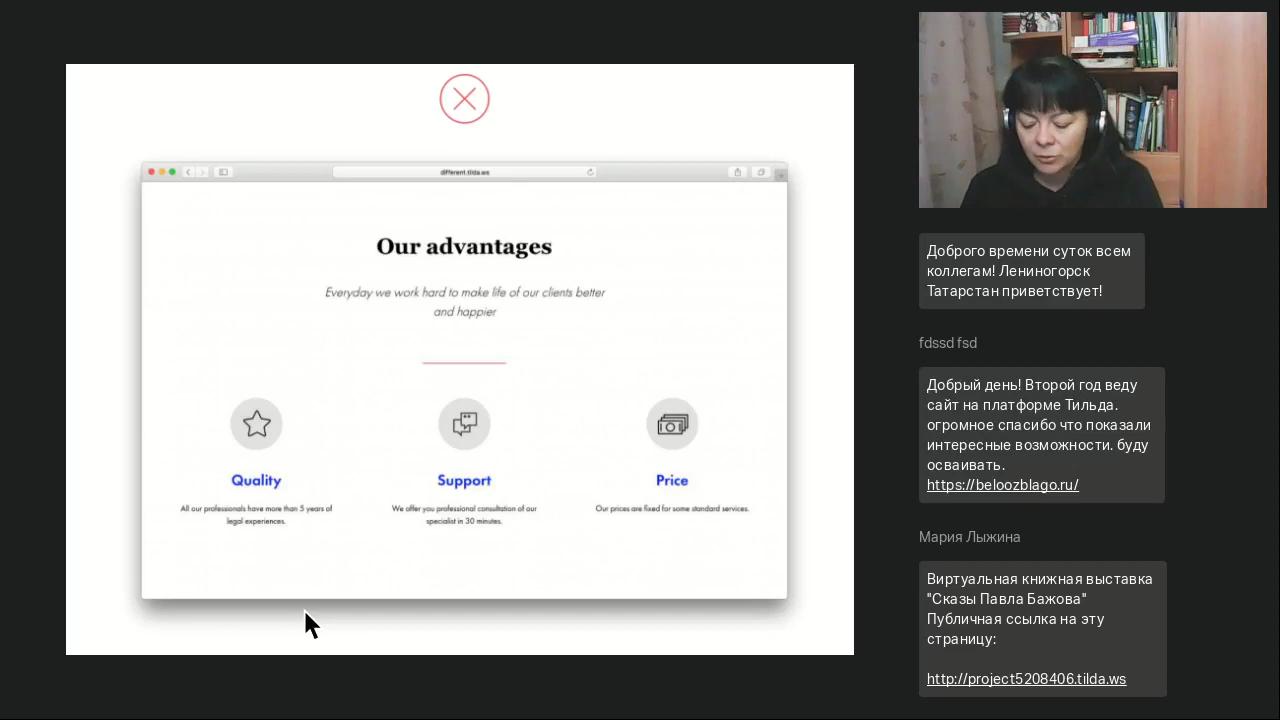 different.tilda.ws
Our advantages
Everyday we work hard to make life of our clients better
and happier
Quality
Support
Price
All our professionals have more than 5 years of
legal experiences.
We offer you professional consultation of our
specialist in 30 minutes.
Our prices are fixed for some standard services.
Доброго времени суток всем
коллегам! Лениногорск
Татарстан приветствует!
fdssd fsd
Добрый день! Второй год веду
сайт на платформе Тильда.
огромное спасибо что показали
интересные возможности. буду
осваивать.
https://beloozblago.ru/
Мария Лыжина
Виртуальная книжная выставка
"Сказы Павла Бажова"
Публичная ссылка на эту
страницу:
http://project5208406.tilda.ws